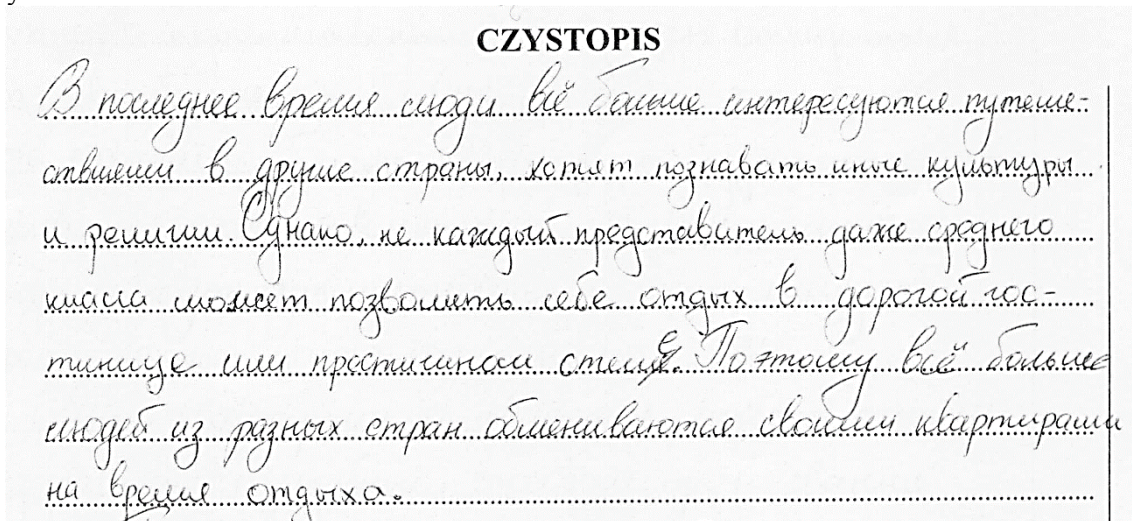 CZYSTOPIS
В последнее время люди всё больше интересуются путеше-
ствиями в другие страны, хотят познавать иные культуры
и религии. Однако, не каждый представитель даже среднего
класса может позволить себе отдых в дорогой гос-
тинице или престижном отеле. Поэтому всё больше
людей из разных стран обмениваются своими квартирами
на время отдыха.